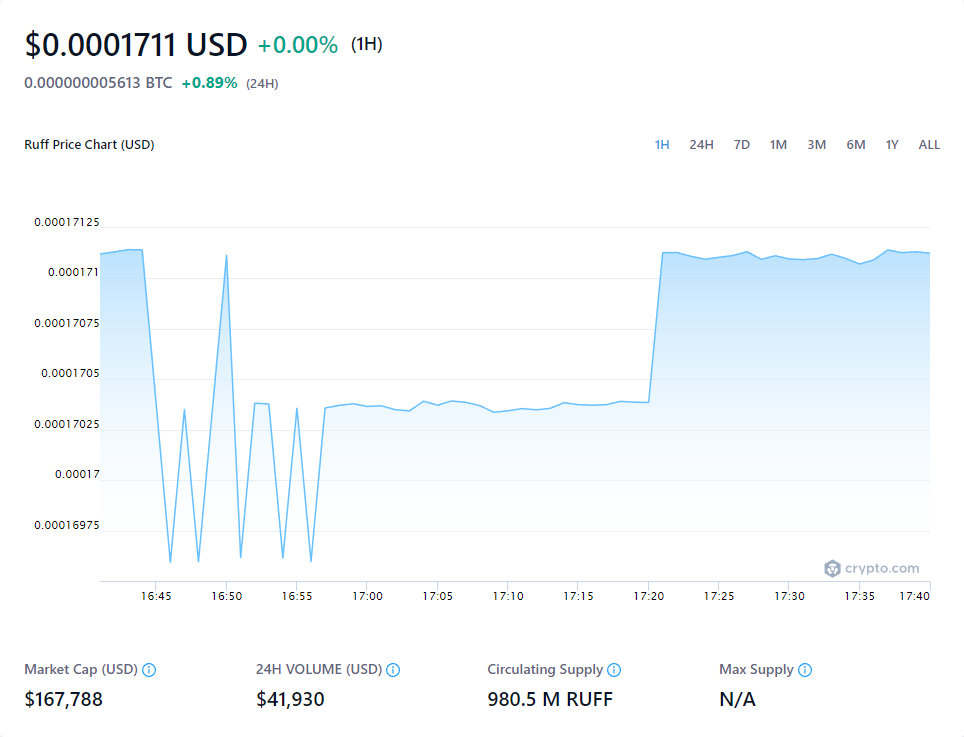 $0.0001711 USD +0.00% (1H)
0.000000005613 BTC +0.89% (24H)
Ruff Price Chart (USD)
1H 24H 7D 1M 3M 6M 1Y ALL
0.00017125
0.000171
0.00017075
0.0001705
0.00017025
0.00017
0.00016975
crypto.com
16:45 16:50 16:55 17:00 17:05 17:10 17:15 17:20 17:25 17:30 17:35 17:40
Market Cap (USD) 24H VOLUME (USD) Circulating Supply Max Supply
$167,788 $41,930 980.5 M RUFF N/A